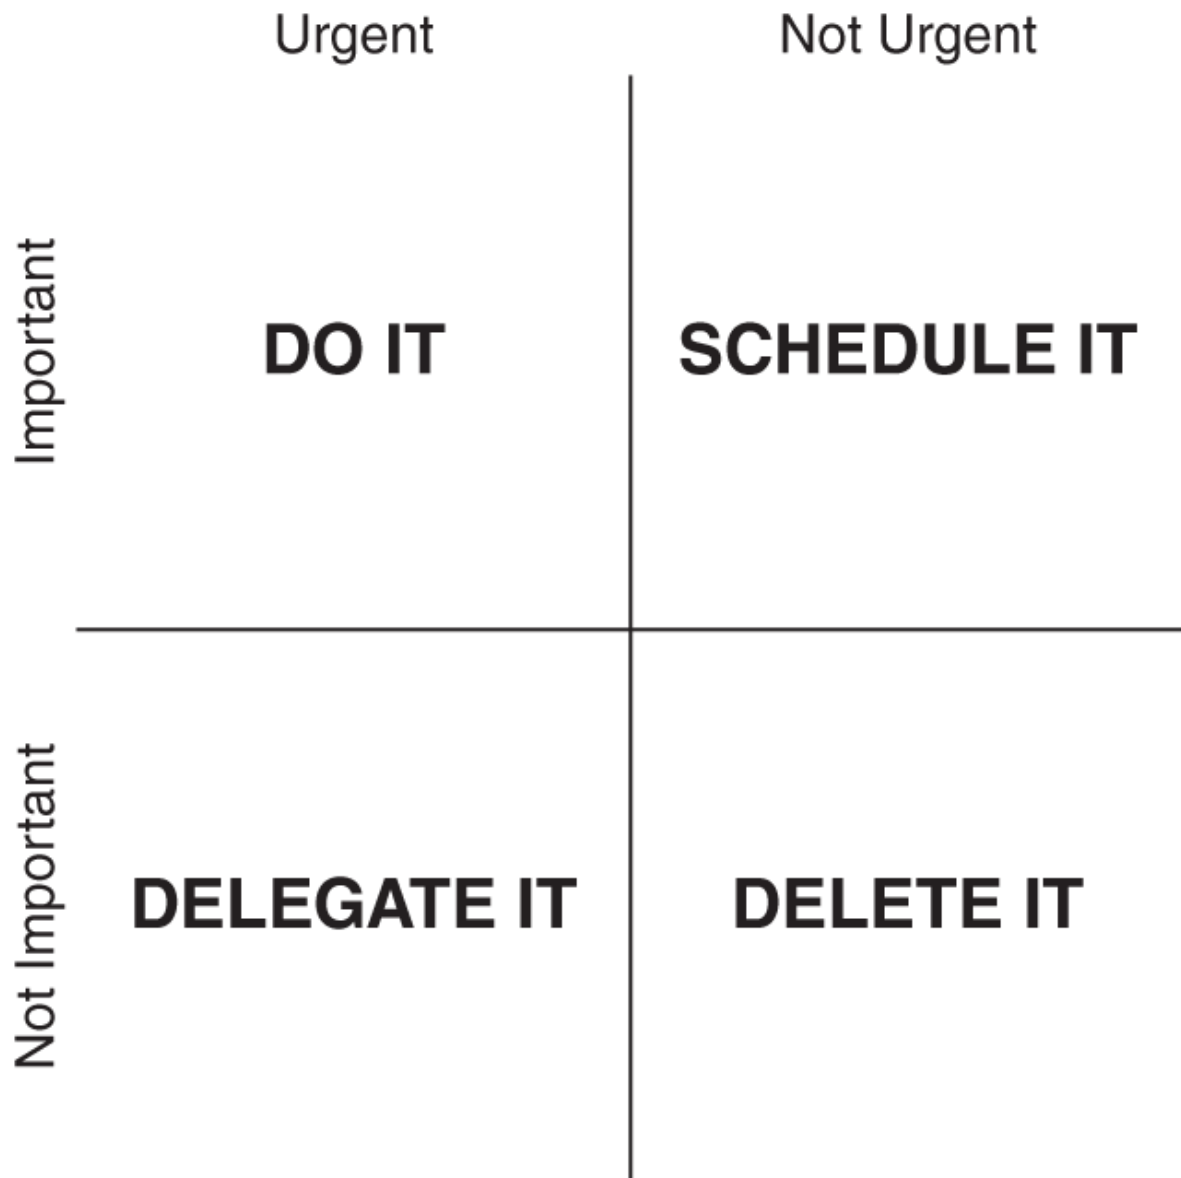 Urgent
Not Urgent
Important
DO IT
SCHEDULE IT
Not Important
DELEGATE IT
DELETE IT